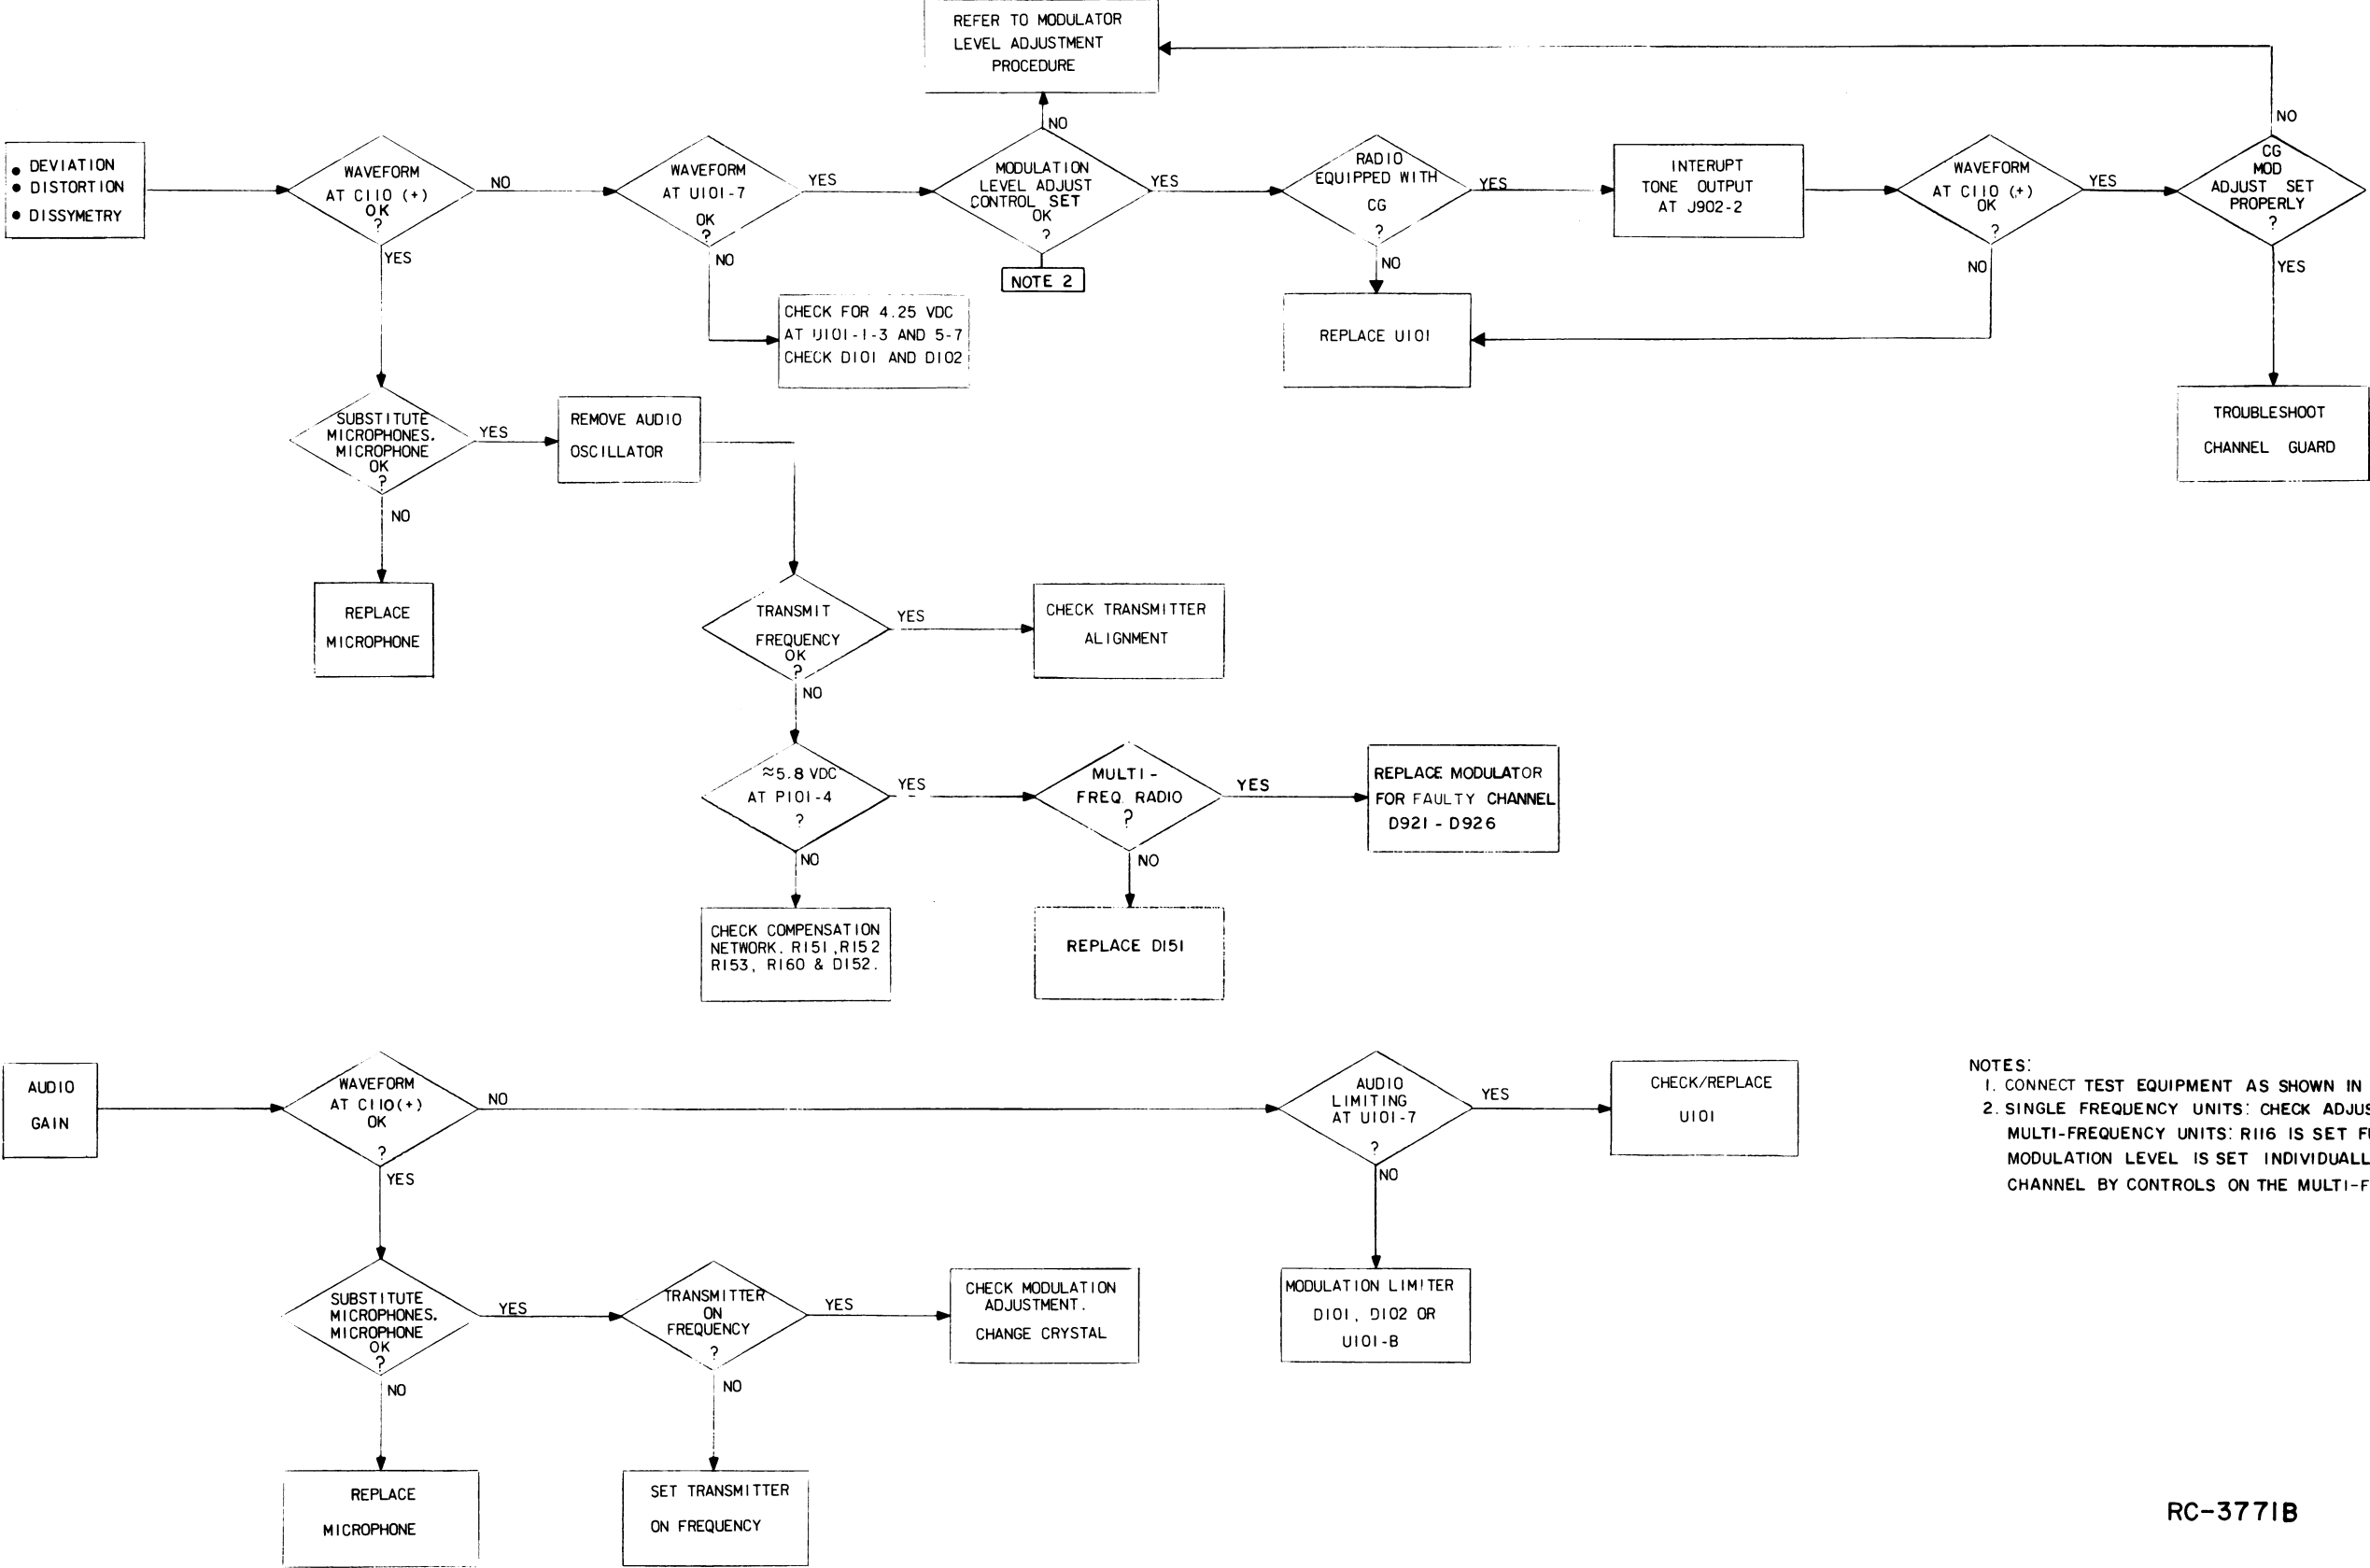 REFER TO MODULATOR
LEVEL ADJUSTMENT
PROCEDURE
• DEVIATION
• DISTORTION
• DISSYMETRY
WAVEFORM
AT C110 (+)
OK
?
NO
YES
WAVEFORM
AT U101-7
OK
?
YES
NO
CHECK FOR 4.25 VDC
AT U101-1-3 AND 5-7
CHECK D101 AND D102
NO
MODULATION
LEVEL ADJUST
CONTROL SET
OK
?
NOTE 2
YES
RADIO
EQUIPPED WITH
CG
?
YES
NO
REPLACE U101
INTERUPT
TONE OUTPUT
AT J902-2
WAVEFORM
AT C110 (+)
OK
?
YES
NO
NO
CG
MOD
ADJUST SET
PROPERLY
?
YES
TROUBLESHOOT
CHANNEL GUARD
SUBSTITUTE
MICROPHONES.
MICROPHONE
OK
?
YES
NO
REPLACE
MICROPHONE
REMOVE AUDIO
OSCILLATOR
TRANSMIT
FREQUENCY
OK
?
YES
NO
CHECK TRANSMITTER
ALIGNMENT
≈5.8 VDC
AT P101-4
?
YES
NO
CHECK COMPENSATION
NETWORK. R151 ,R152
R153, R160 & D152.
MULTI-
FREQ. RADIO
?
YES
NO
REPLACE D151
REPLACE MODULATOR
FOR FAULTY CHANNEL
D921 - D926
AUDIO
GAIN
WAVEFORM
AT C110(+)
OK
?
NO
YES
AUDIO
LIMITING
AT U101-7
?
YES
NO
CHECK/REPLACE
U101
MODULATION LIMITER
D101, D102 OR
U101-B
SUBSTITUTE
MICROPHONES.
MICROPHONE
OK
?
YES
NO
REPLACE
MICROPHONE
TRANSMITTER
ON
FREQUENCY
?
YES
NO
SET TRANSMITTER
ON FREQUENCY
CHECK MODULATION
ADJUSTMENT.
CHANGE CRYSTAL
NOTES:
1. CONNECT TEST EQUIPMENT AS SHOWN IN
2. SINGLE FREQUENCY UNITS: CHECK ADJUS
MULTI-FREQUENCY UNITS: R116 IS SET F
MODULATION LEVEL IS SET INDIVIDUALL
CHANNEL BY CONTROLS ON THE MULTI-F
RC-3771B